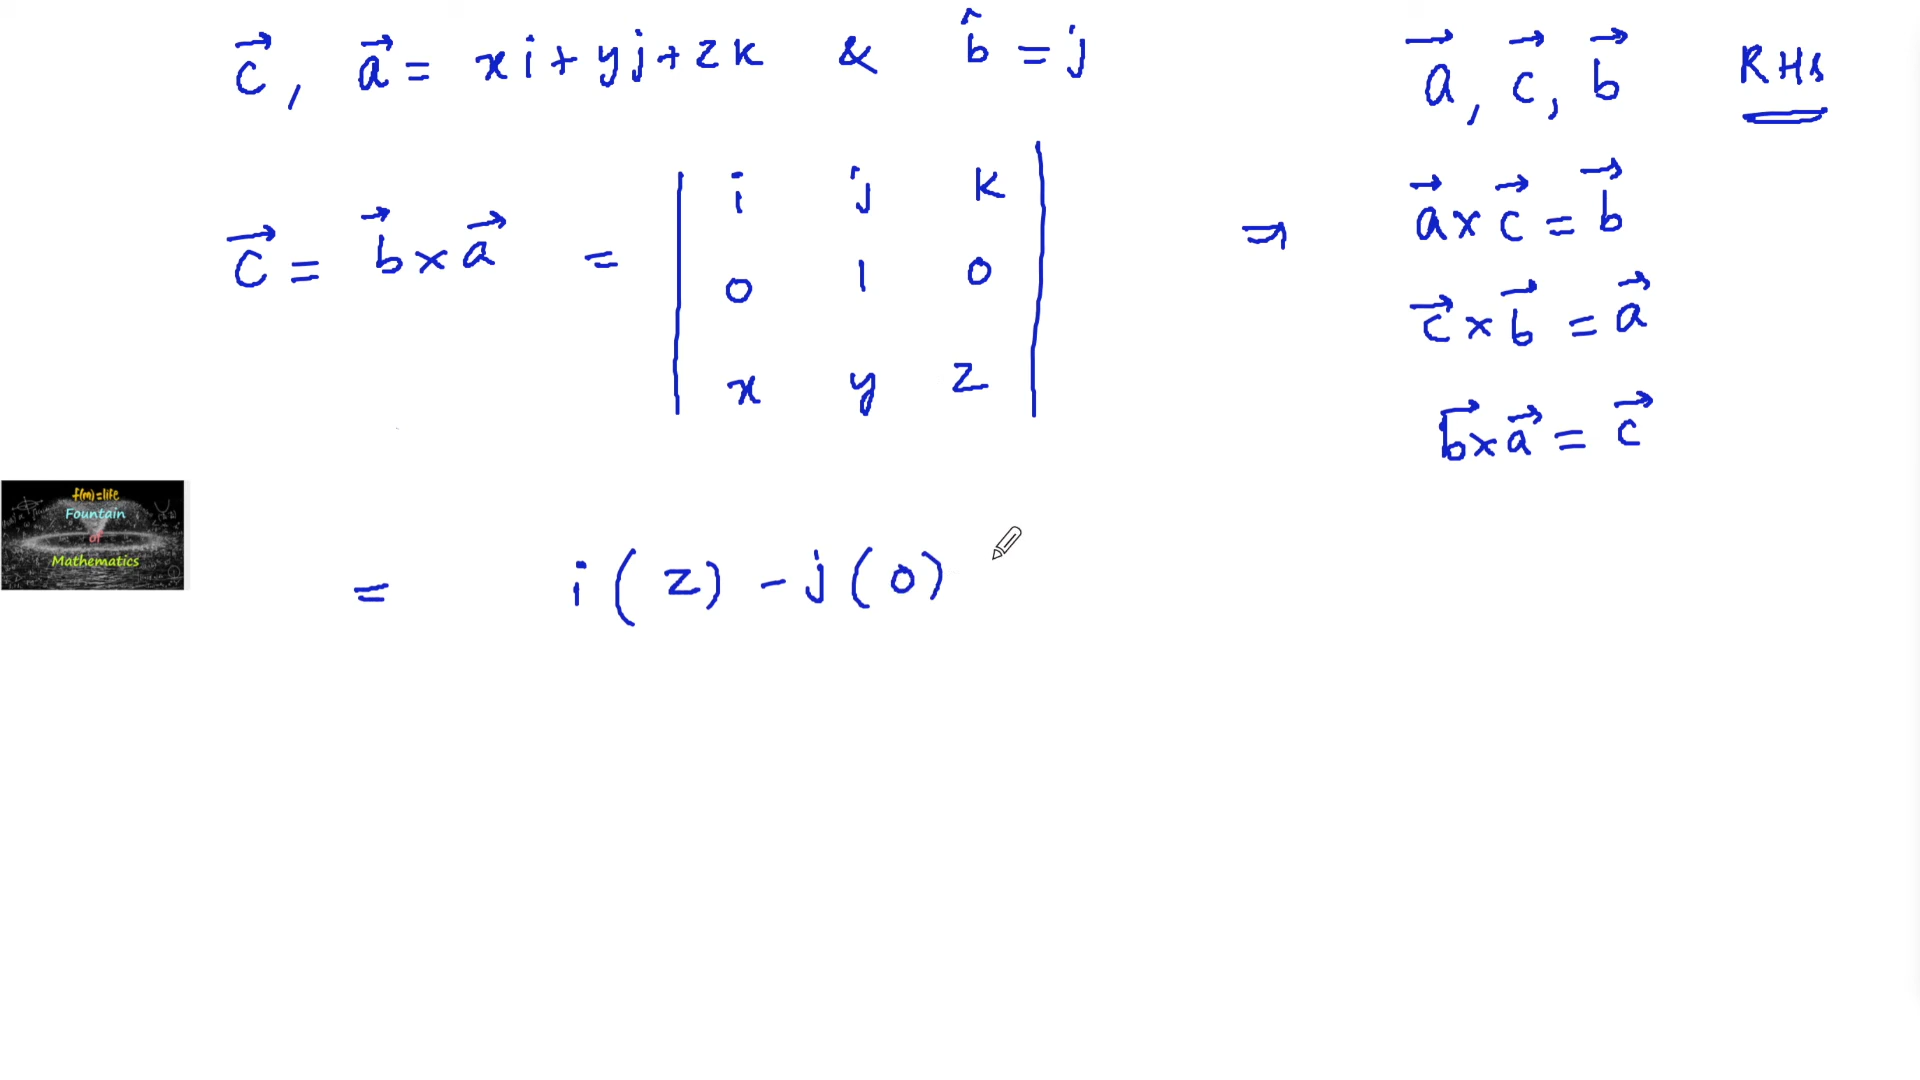 c⃗, a⃗ = xi + yj + zk & b̂ = j
a⃗, c⃗, b⃗ RHS
c⃗ = b⃗ × a⃗ = | i j k |
| 0 1 0 |
| x y z |
⇒ a⃗ × c⃗ = b⃗
c⃗ × b⃗ = a⃗
b⃗ × a⃗ = c⃗
f(m)=life
Fountain
of
Mathematics
= i(z) - j(0)